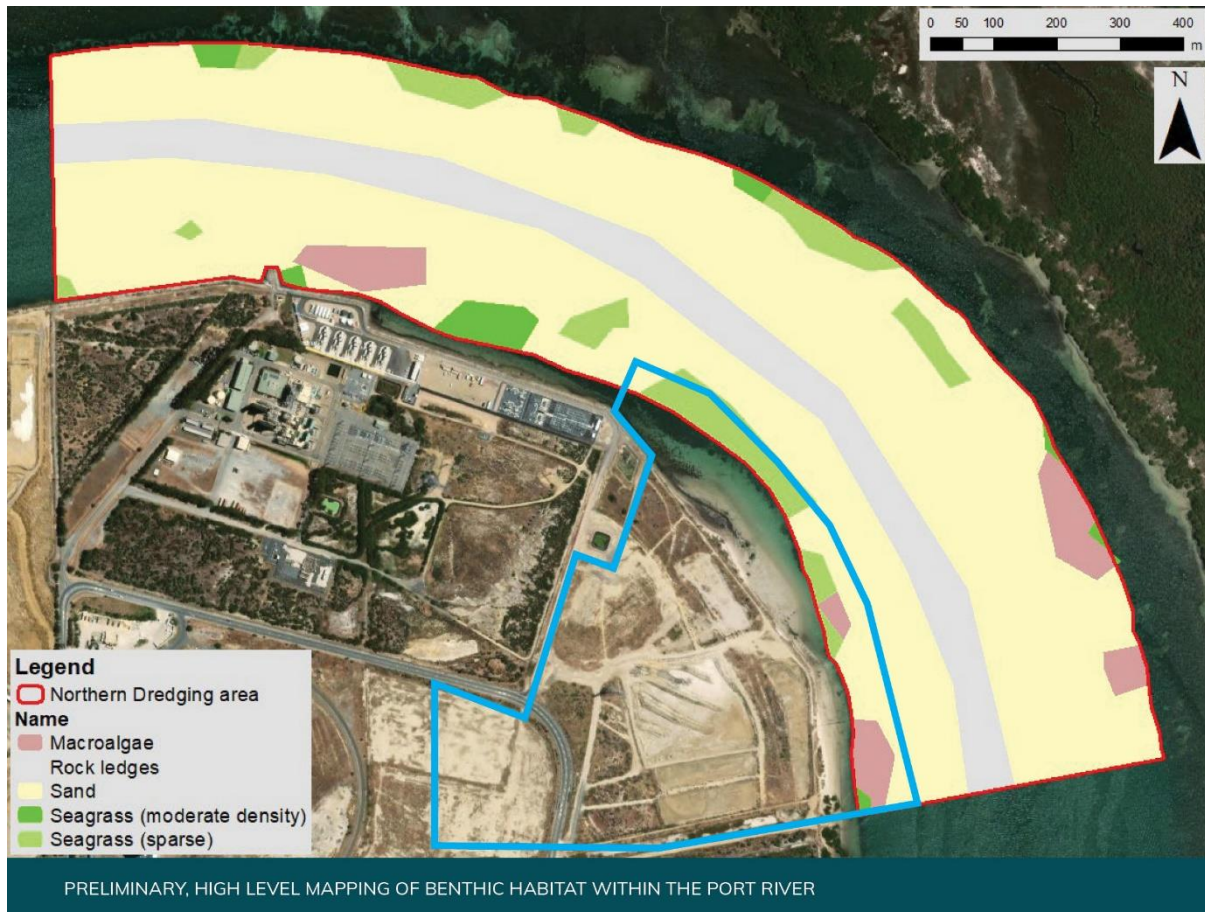 0 50 100 200 300 400
m
N
Legend
Northern Dredging area
Name
Macroalgae
Rock ledges
Sand
Seagrass (moderate density)
Seagrass (sparse)
PRELIMINARY, HIGH LEVEL MAPPING OF BENTHIC HABITAT WITHIN THE PORT RIVER